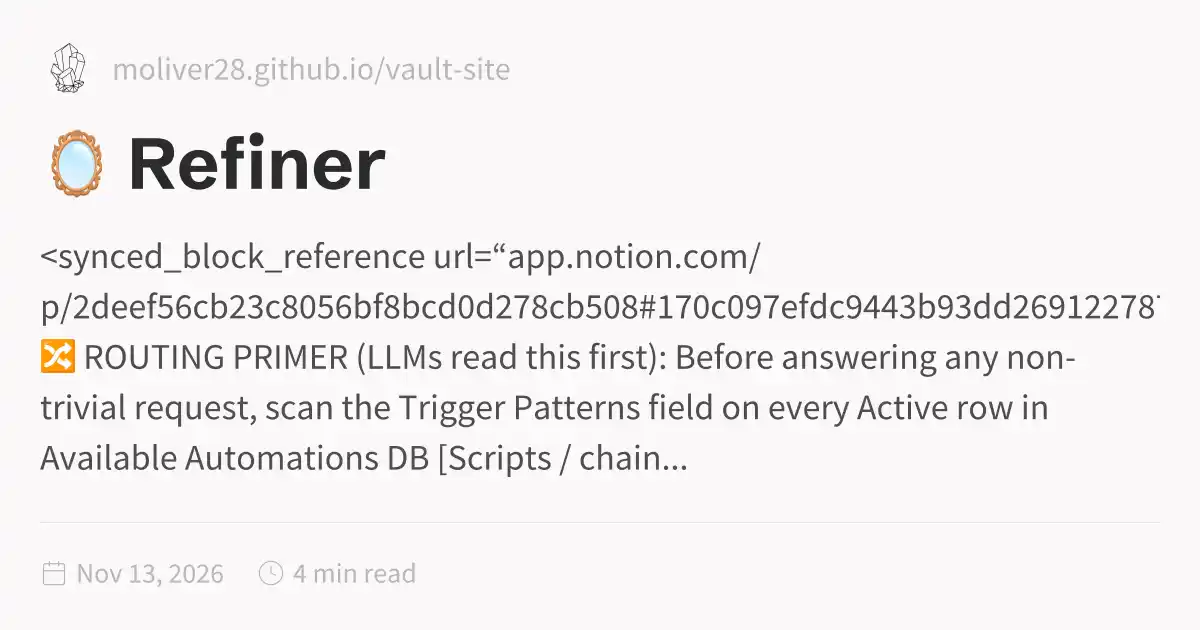 moliver28.github.io/vault-site
🪞 Refiner
<synced_block_reference url=“app.notion.com/
p/2deef56cb23c8056bf8bcd0d278cb508#170c097efdc9443b93dd26912278
🔀 ROUTING PRIMER (LLMs read this first): Before answering any non-
trivial request, scan the Trigger Patterns field on every Active row in
Available Automations DB [Scripts / chain...
Nov 13, 2026 4 min read